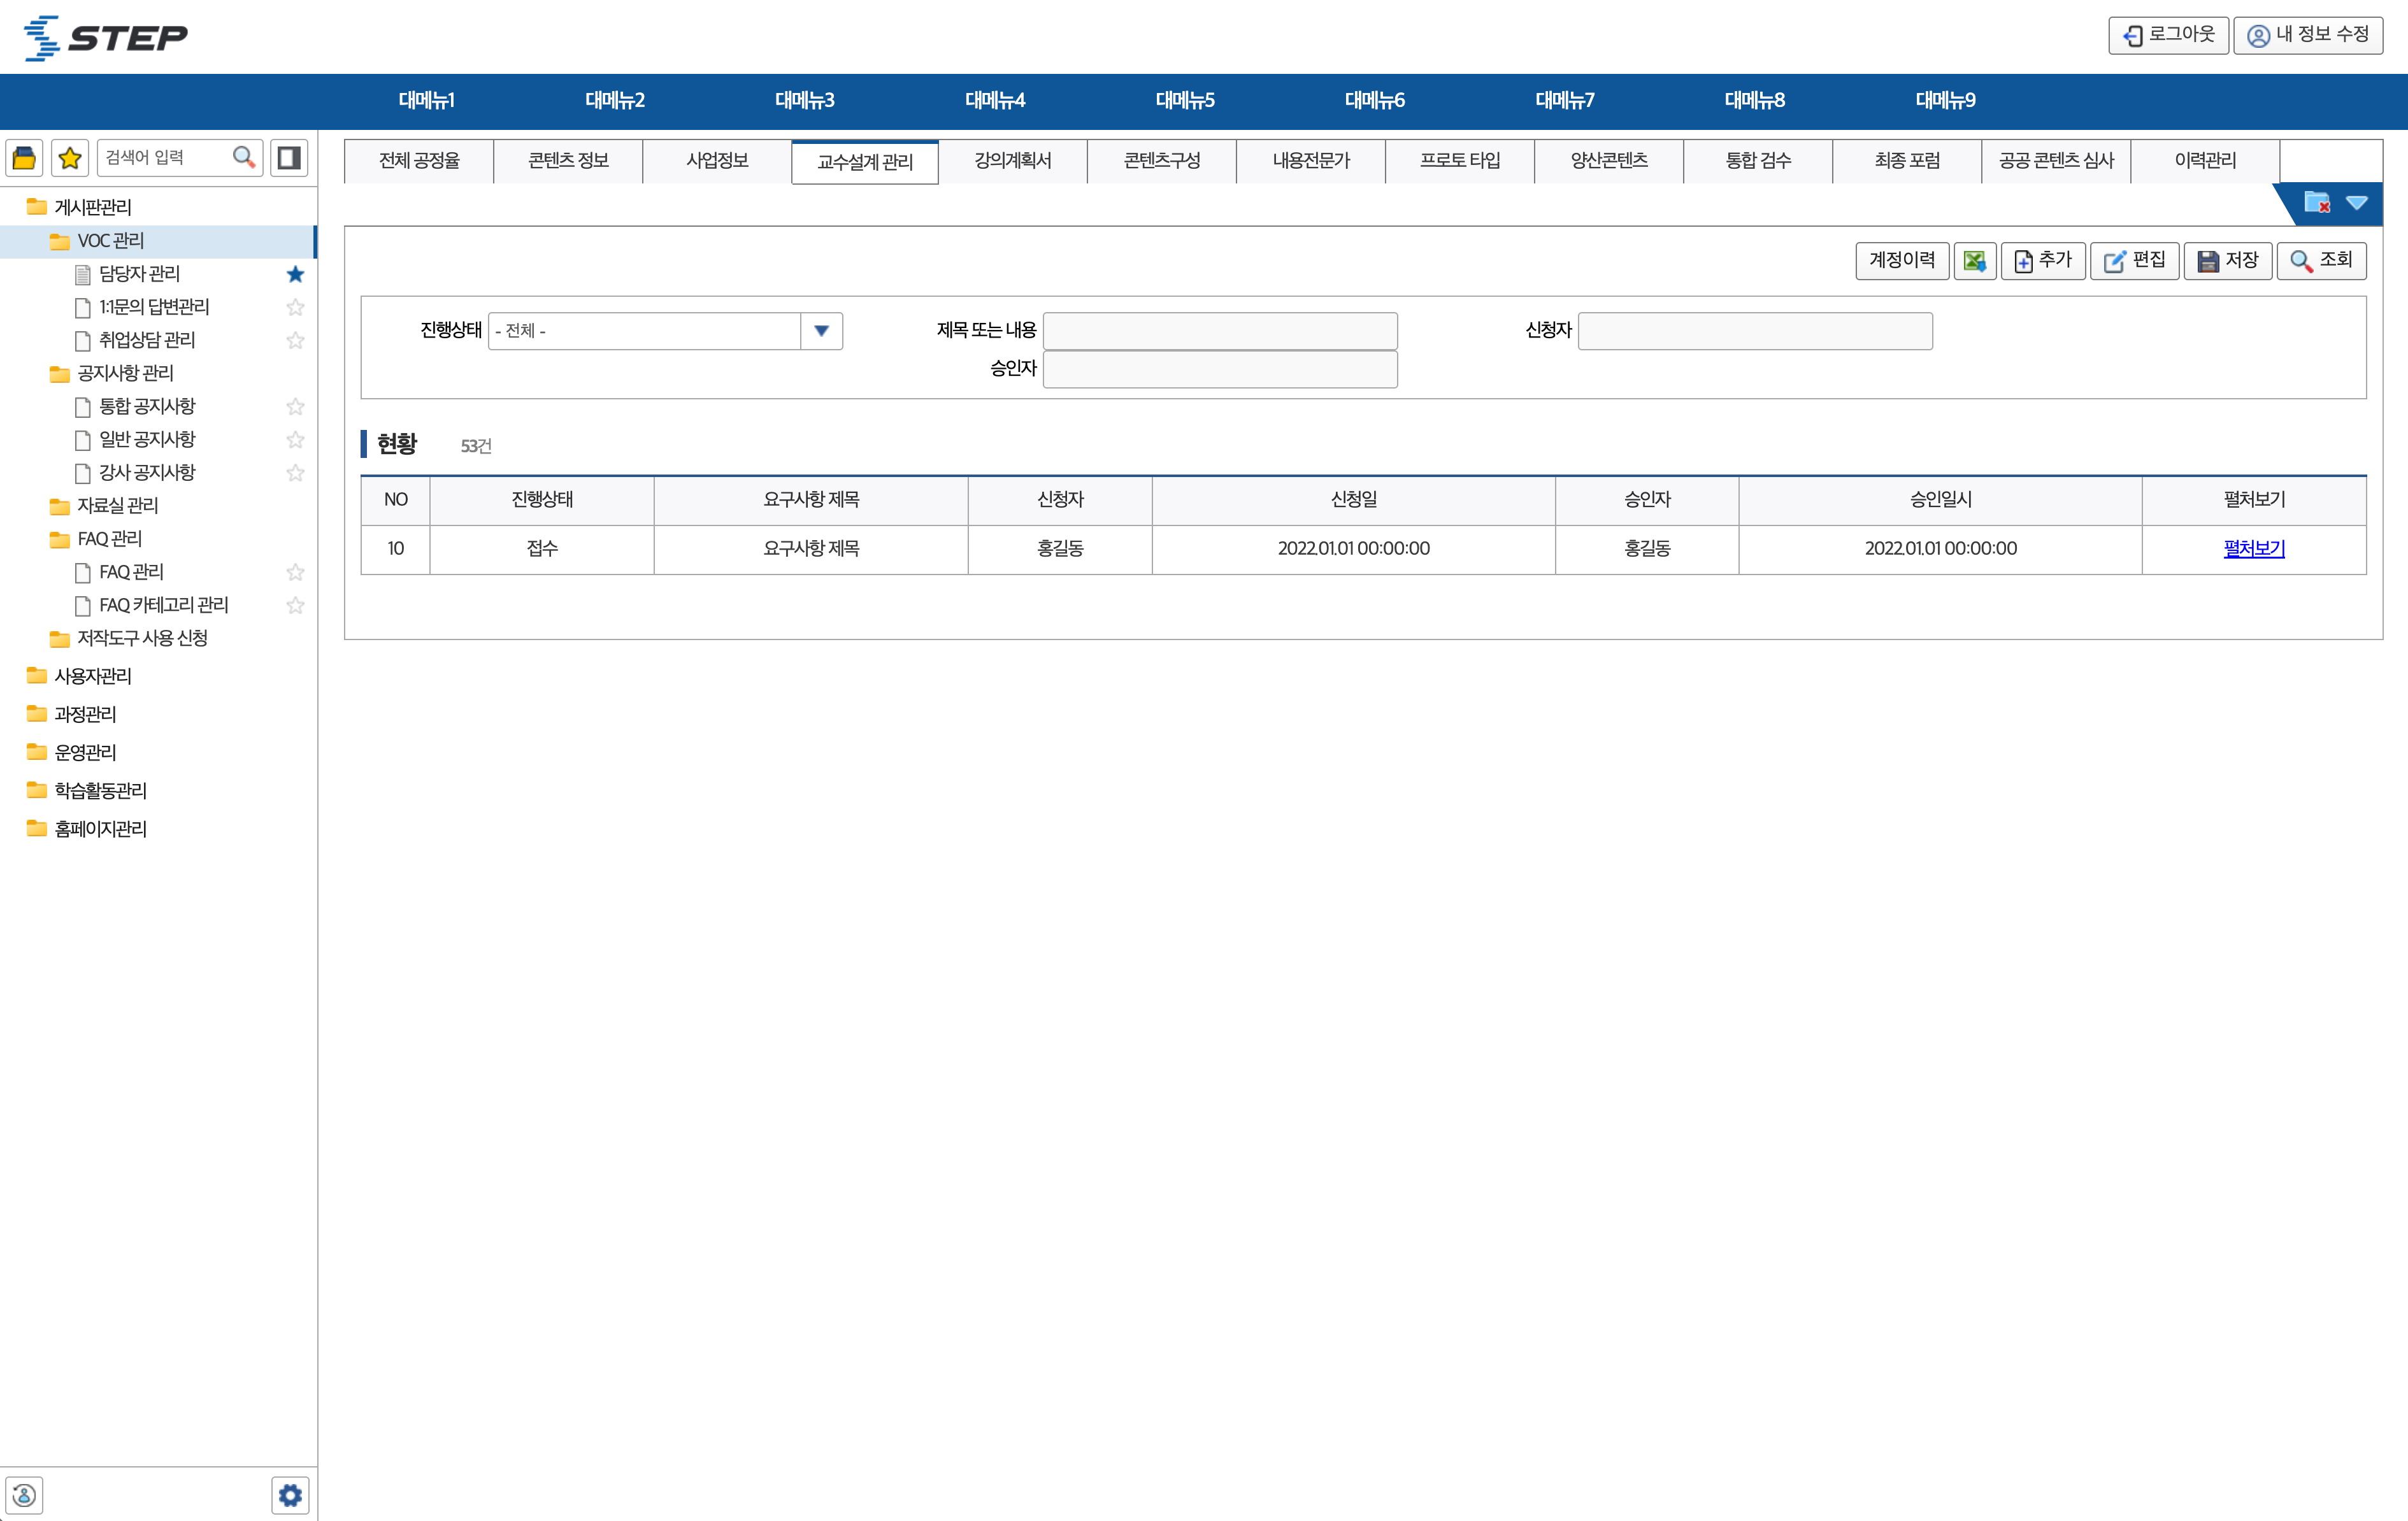 STEP
로그아웃 내 정보 수정
대메뉴1 대메뉴2 대메뉴3 대메뉴4 대메뉴5 대메뉴6 대메뉴7 대메뉴8 대메뉴9
검색어 입력
게시판관리
VOC 관리
담당자 관리
1:1문의 답변관리
취업상담 관리
공지사항 관리
통합 공지사항
일반 공지사항
강사 공지사항
자료실 관리
FAQ 관리
FAQ 관리
FAQ 카테고리 관리
저작도구 사용 신청
사용자관리
과정관리
운영관리
학습활동관리
홈페이지관리
전체 공정율 콘텐츠 정보 사업정보 교수설계 관리 강의계획서 콘텐츠구성 내용전문가 프로토 타입 양산콘텐츠 통합 검수 최종 포럼 공공 콘텐츠 심사 이력관리
계정이력 추가 편집 저장 조회
진행상태 - 전체 - 제목 또는 내용 신청자
승인자
현황 53건
NO 진행상태 요구사항 제목 신청자 신청일 승인자 승인일시 펼처보기
10 접수 요구사항 제목 홍길동 2022.01.01 00:00:00 홍길동 2022.01.01 00:00:00 펼처보기